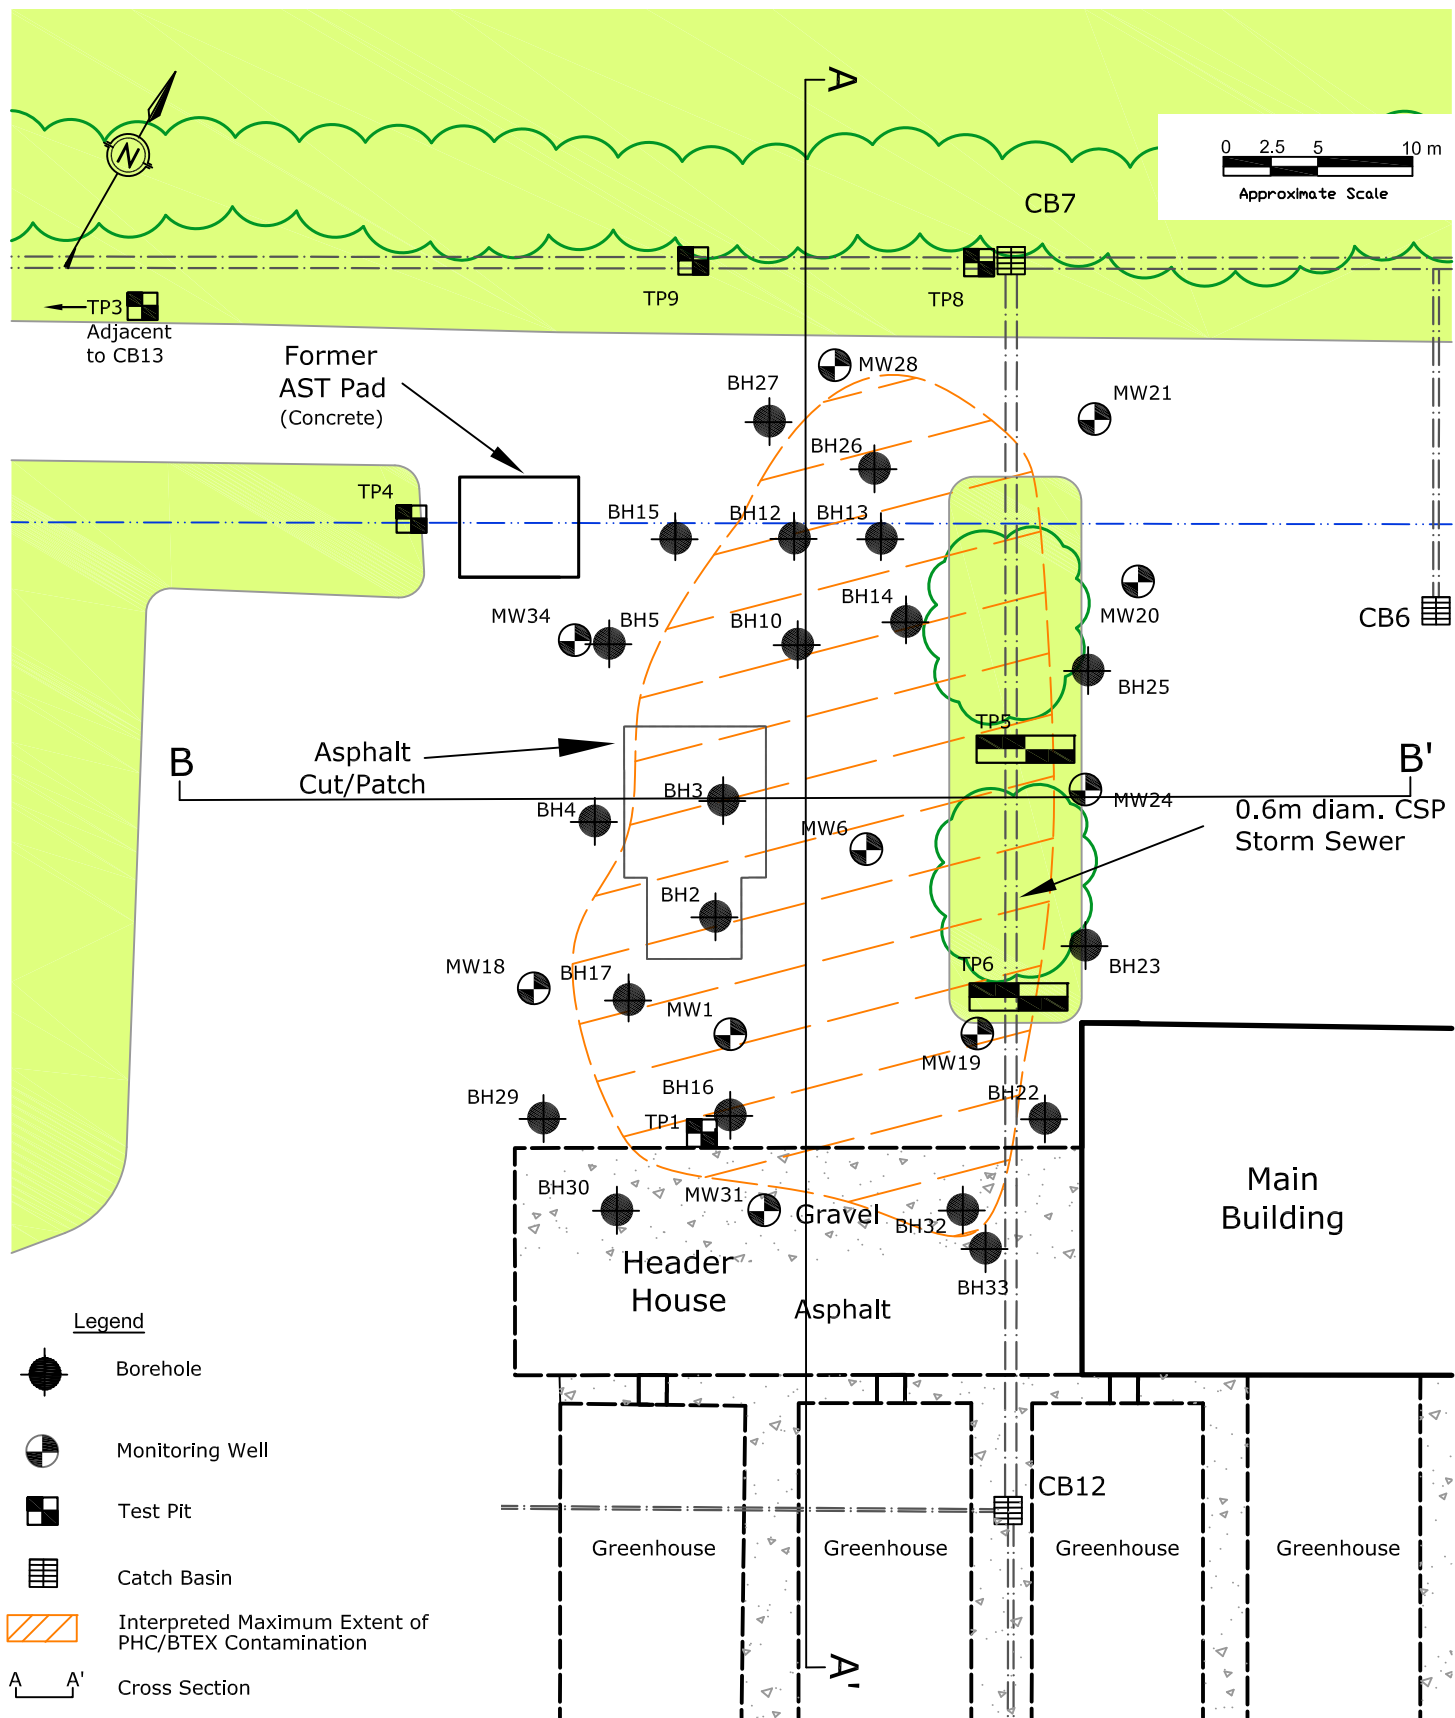 A
N
0 2.5 5 10 m
Approximate Scale
CB7
TP9
TP8
TP3
Adjacent
to CB13
Former
AST Pad
(Concrete)
MW28
BH27
MW21
BH26
TP4
BH15
BH12
BH13
BH14
MW34
BH5
BH10
MW20
CB6
BH25
TP5
B
B'
Asphalt
Cut/Patch
BH3
BH4
MW6
MW24
0.6m diam. CSP
Storm Sewer
BH2
MW18
BH17
MW1
TP6
BH23
MW19
BH29
BH16
TP1
BH22
BH30
MW31
Gravel
BH32
BH33
Header
House
Asphalt
Main
Building
Legend
Borehole
Monitoring Well
Test Pit
Catch Basin
Interpreted Maximum Extent of
PHC/BTEX Contamination
A A'
Cross Section
CB12
Greenhouse
Greenhouse
Greenhouse
Greenhouse
A'